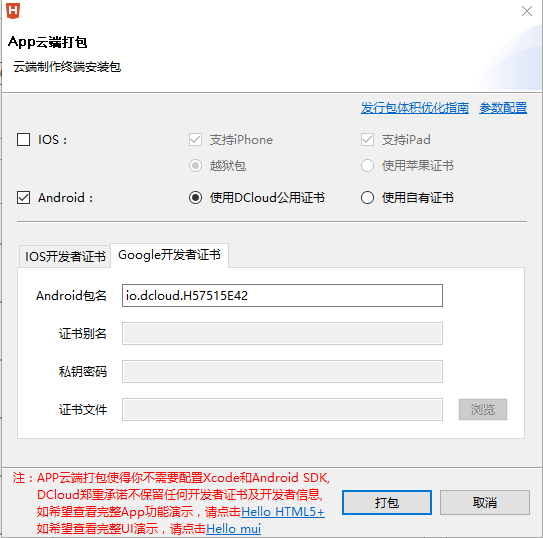 App云端打包
云端制作终端安装包
发行包体积优化指南 参数配置
IOS： 支持iPhone 支持iPad
越狱包 使用苹果证书
Android： 使用DCloud公用证书 使用自有证书
IOS开发者证书 Google开发者证书
Android包名 io.dcloud.H57515E42
证书别名
私钥密码
证书文件 浏览
注：APP云端打包使得你不需要配置Xcode和Android SDK,
DCloud郑重承诺不保留任何开发者证书及开发者信息,
如希望查看完整App功能演示，请点击Hello HTML5+
如希望查看完整UI演示，请点击Hello mui
打包 取消